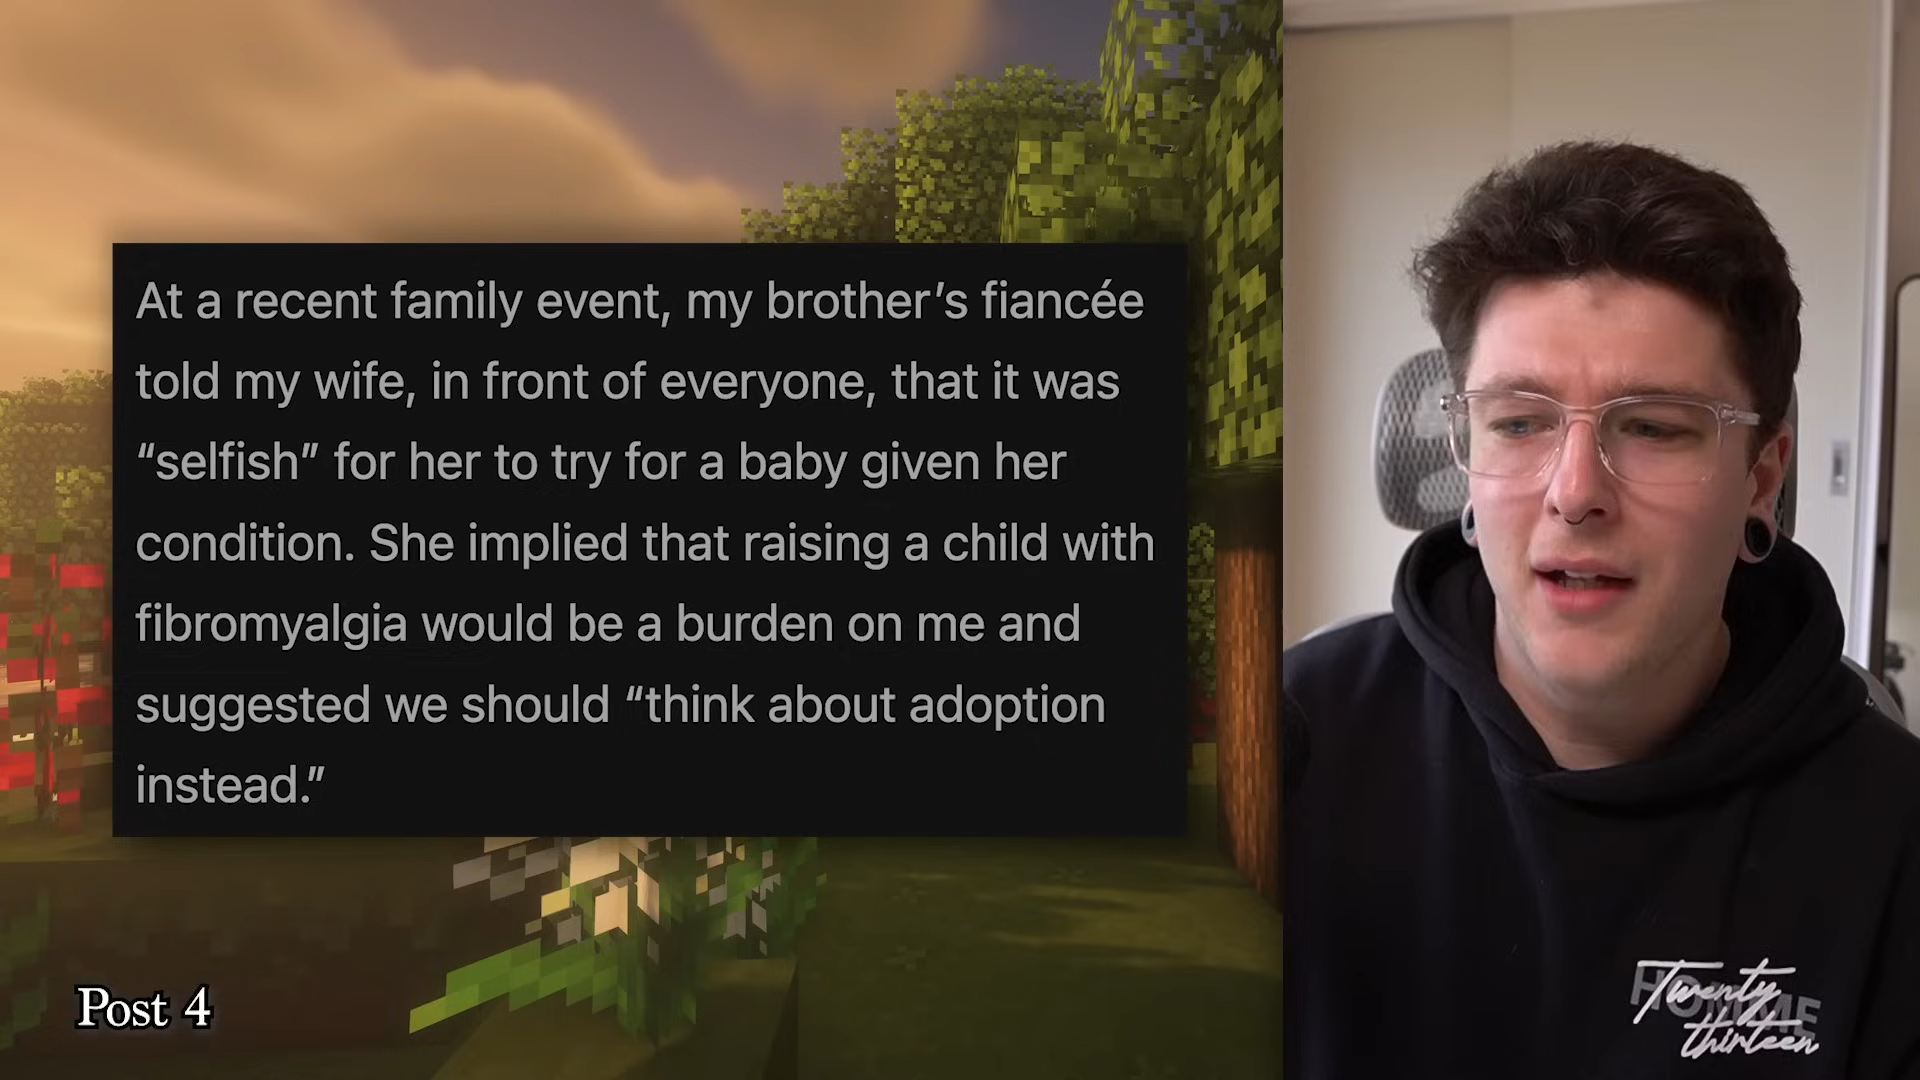 At a recent family event, my brother’s fiancée
told my wife, in front of everyone, that it was
“selfish” for her to try for a baby given her
condition. She implied that raising a child with
fibromyalgia would be a burden on me and
suggested we should “think about adoption
instead.”
Post 4
HOMME
Twenty
thirteen